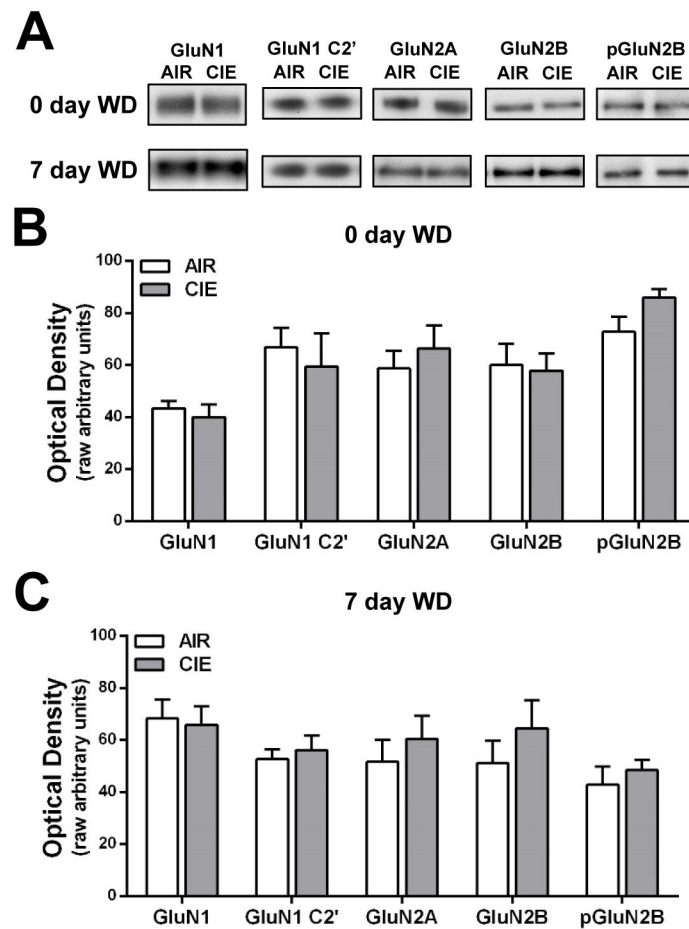 A
GluN1 GluN1 C2' GluN2A GluN2B pGluN2B
AIR CIE AIR CIE AIR CIE AIR CIE AIR CIE
0 day WD
7 day WD
B
0 day WD
100
80
60
40
20
0
Optical Density
(raw arbitrary units)
AIR
CIE
GluN1 GluN1 C2' GluN2A GluN2B pGluN2B
C
7 day WD
100
80
60
40
20
0
Optical Density
(raw arbitrary units)
AIR
CIE
GluN1 GluN1 C2' GluN2A GluN2B pGluN2B